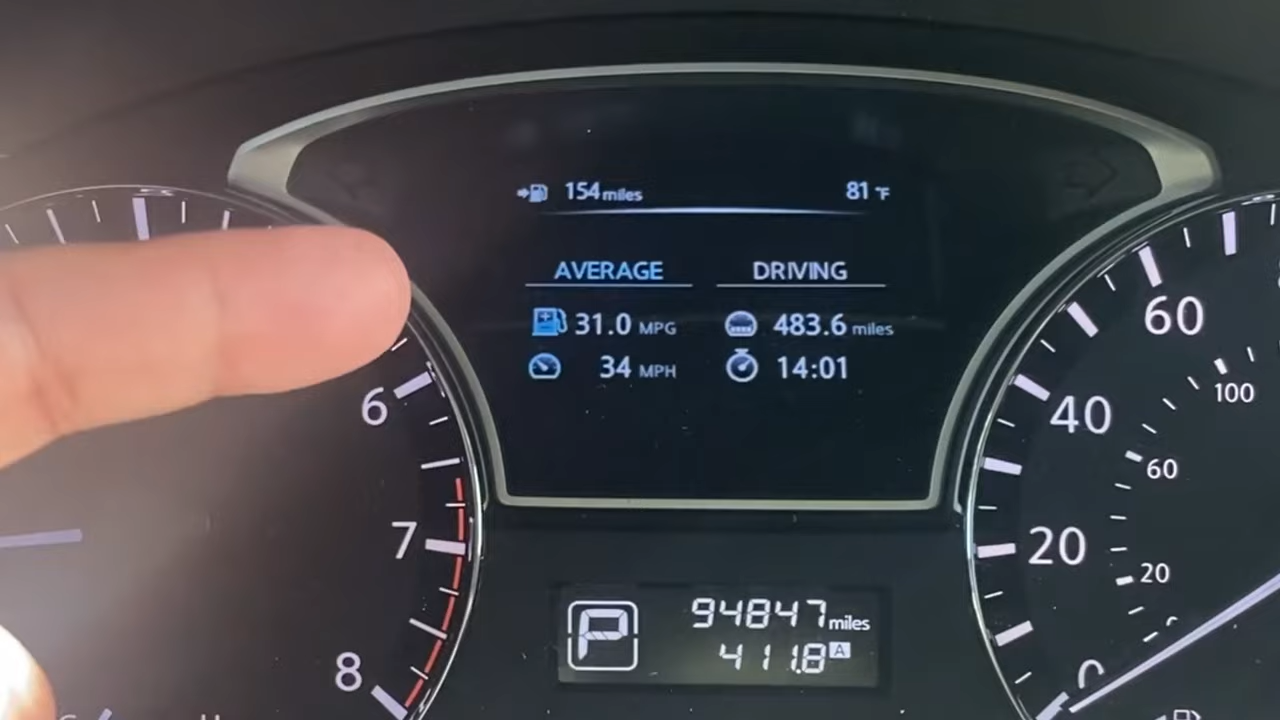 154 miles 81 °F
AVERAGE DRIVING
31.0 MPG 483.6 miles
34 MPH 14:01
6
7
8
60
40
20
0
100
60
20
P 94847 miles
411.8 A